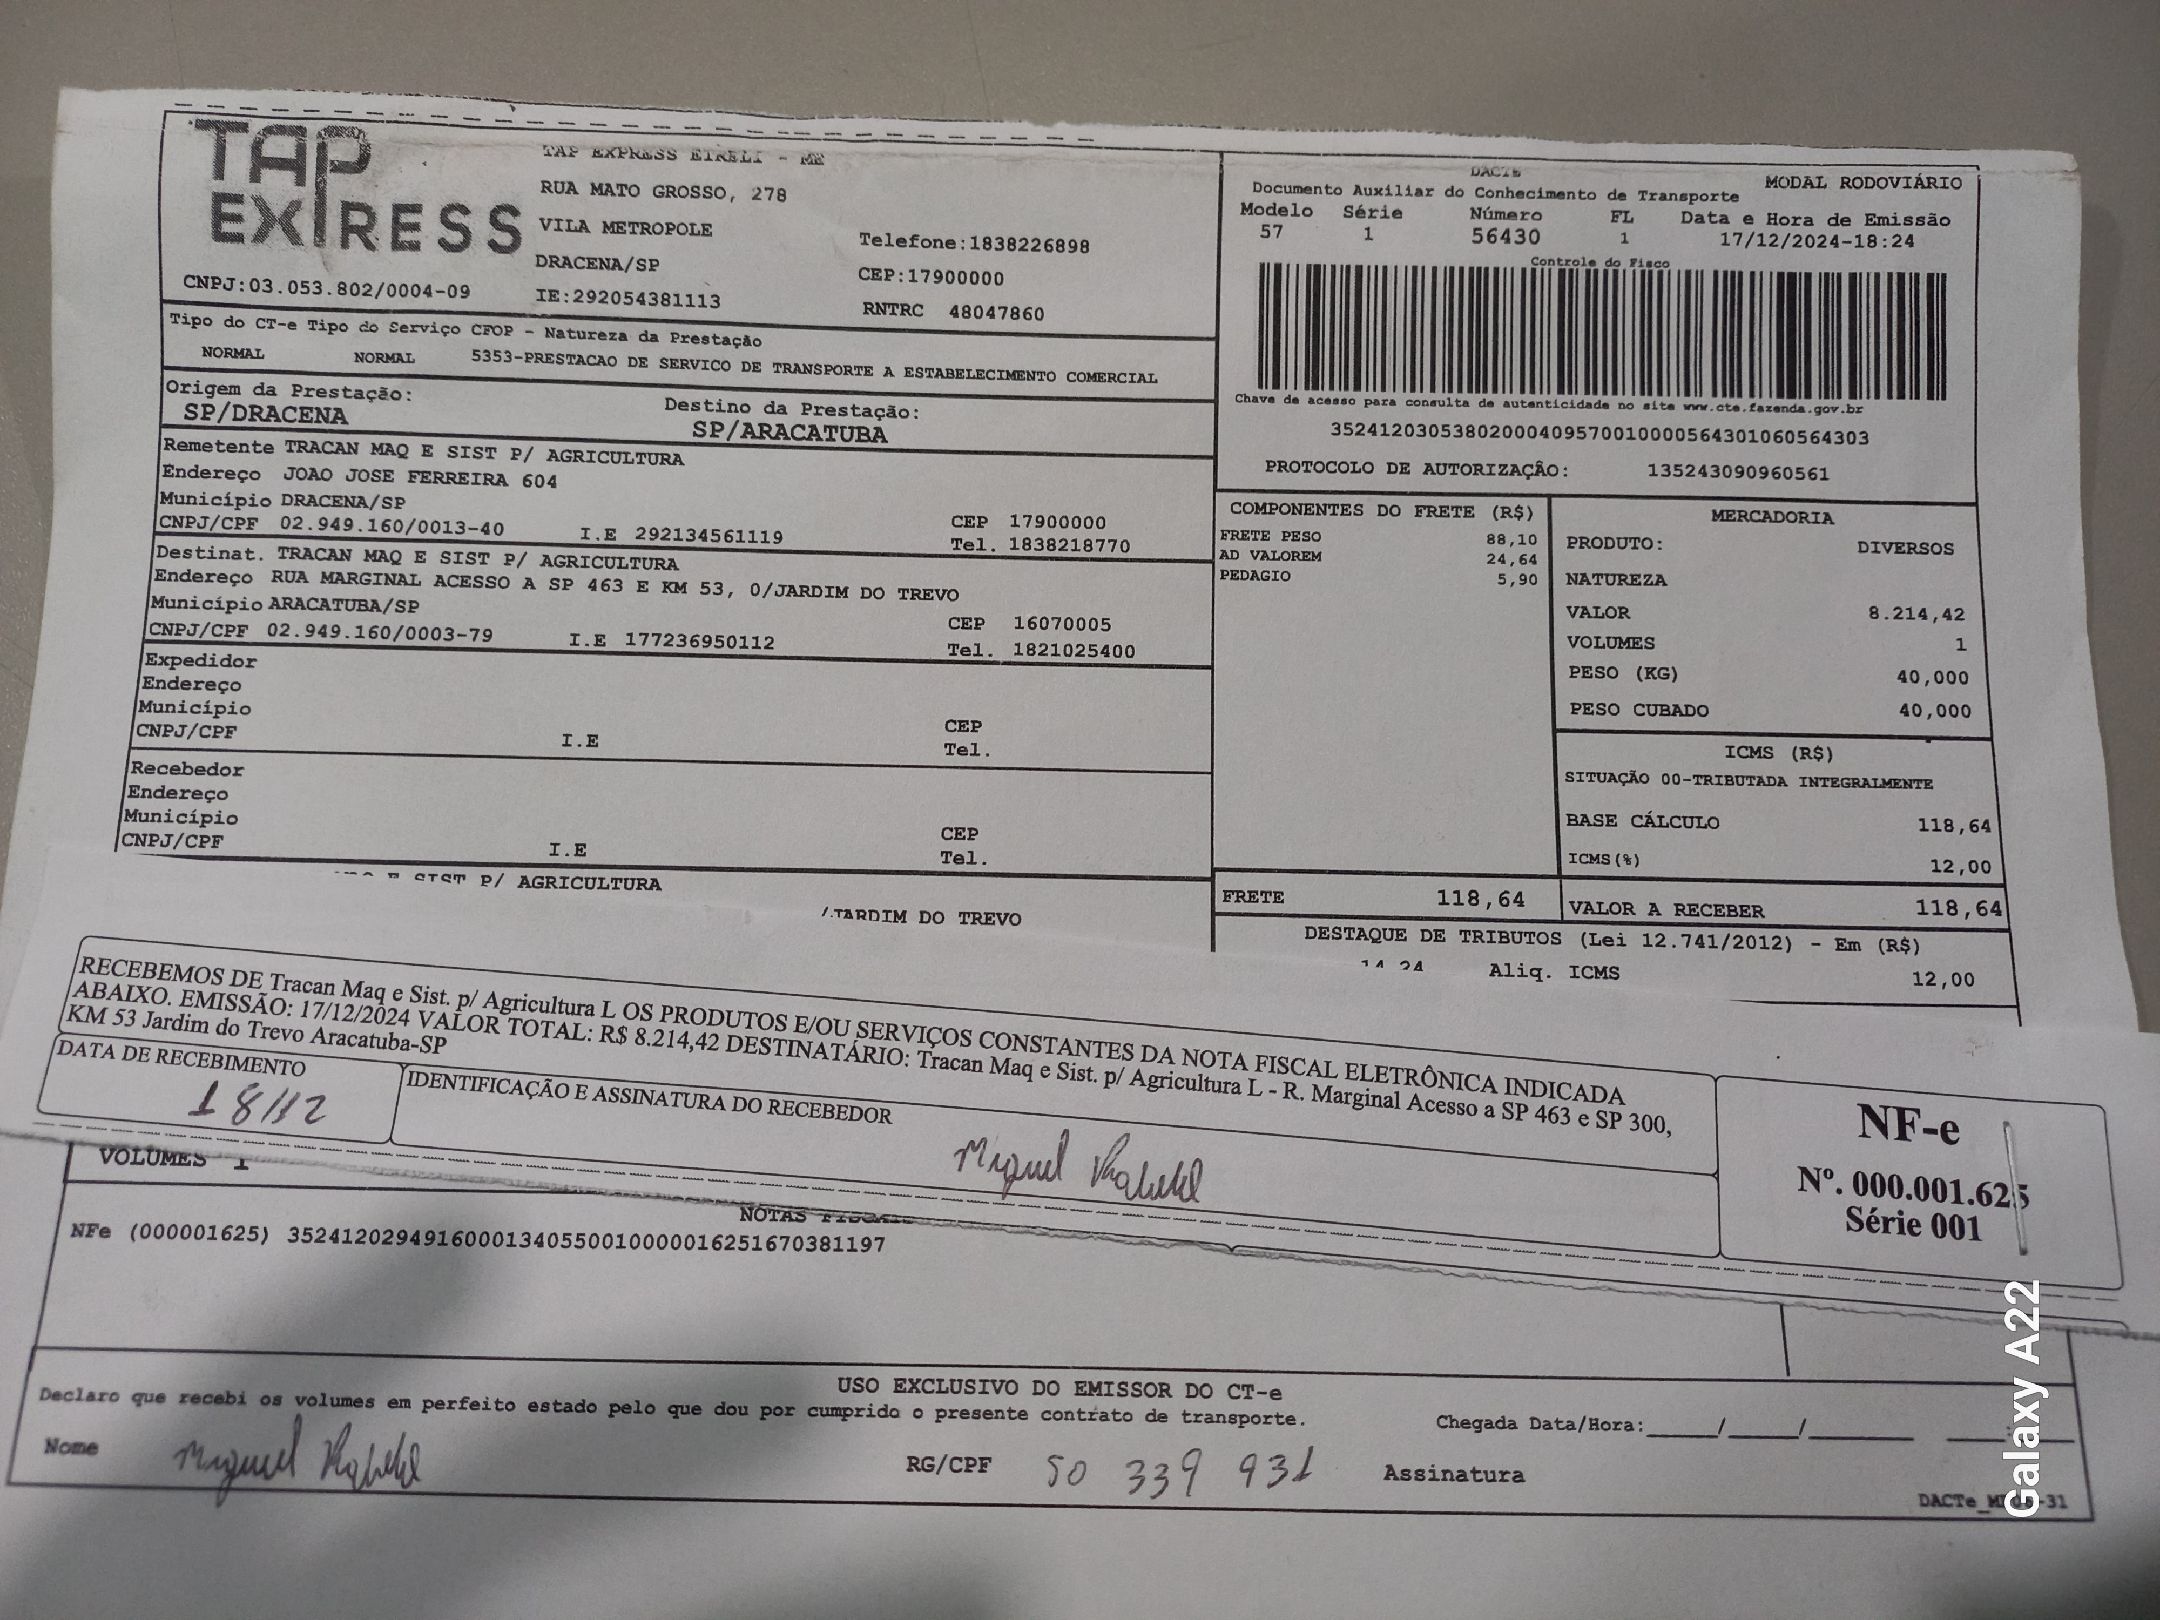 TAP EXPRESS
TAP EXPRESS EIRELI - ME
RUA MATO GROSSO, 278
VILA METROPOLE
Telefone:1838226898
DRACENA/SP
CEP:17900000
CNPJ:03.053.802/0004-09
IE:292054381113
RNTRC 48047860
DACTE
Documento Auxiliar do Conhecimento de Transporte
MODAL RODOVIÁRIO
Modelo Série Número FL Data e Hora de Emissão
57 1 56430 1 17/12/2024-18:24
Controle do Fisco
Chave de acesso para consulta de autenticidade no site www.cte.fazenda.gov.br
35241203053802000409570010000564301060564303
PROTOCOLO DE AUTORIZAÇÃO: 135243090960561
Tipo do CT-e Tipo do Serviço CFOP - Natureza da Prestação
NORMAL NORMAL 5353-PRESTACAO DE SERVICO DE TRANSPORTE A ESTABELECIMENTO COMERCIAL
Origem da Prestação:
SP/DRACENA
Destino da Prestação:
SP/ARACATUBA
Remetente TRACAN MAQ E SIST P/ AGRICULTURA
Endereço JOAO JOSE FERREIRA 604
Município DRACENA/SP
CEP 17900000
CNPJ/CPF 02.949.160/0013-40 I.E 292134561119 Tel. 1838218770
Destinat. TRACAN MAQ E SIST P/ AGRICULTURA
Endereço RUA MARGINAL ACESSO A SP 463 E KM 53, 0/JARDIM DO TREVO
Município ARACATUBA/SP
CEP 16070005
CNPJ/CPF 02.949.160/0003-79 I.E 177236950112 Tel. 1821025400
Expedidor
Endereço
Município
CEP
CNPJ/CPF I.E Tel.
Recebedor
Endereço
Município
CEP
CNPJ/CPF I.E Tel.
E SIST P/ AGRICULTURA
/JARDIM DO TREVO
COMPONENTES DO FRETE (R$)
FRETE PESO 88,10
AD VALOREM 24,64
PEDAGIO 5,90
MERCADORIA
PRODUTO: DIVERSOS
NATUREZA
VALOR 8.214,42
VOLUMES 1
PESO (KG) 40,000
PESO CUBADO 40,000
ICMS (R$)
SITUAÇÃO 00-TRIBUTADA INTEGRALMENTE
BASE CÁLCULO 118,64
ICMS(%) 12,00
FRETE 118,64
VALOR A RECEBER 118,64
DESTAQUE DE TRIBUTOS (Lei 12.741/2012) - Em (R$)
14,24 Aliq. ICMS 12,00
RECEBEMOS DE Tracan Maq e Sist. p/ Agricultura L OS PRODUTOS E/OU SERVIÇOS CONSTANTES DA NOTA FISCAL ELETRÔNICA INDICADA
ABAIXO. EMISSÃO: 17/12/2024 VALOR TOTAL: R$ 8.214,42 DESTINATÁRIO: Tracan Maq e Sist. p/ Agricultura L - R. Marginal Acesso a SP 463 e SP 300,
KM 53 Jardim do Trevo Aracatuba-SP
DATA DE RECEBIMENTO
18/12
IDENTIFICAÇÃO E ASSINATURA DO RECEBEDOR
Miguel
NF-e
Nº. 000.001.625
Série 001
VOLUMES 1
NOTAS FISCAIS
NFe (000001625) 35241202949160001340550010000016251670381197
USO EXCLUSIVO DO EMISSOR DO CT-e
Declaro que recebi os volumes em perfeito estado pelo que dou por cumprido o presente contrato de transporte.
Chegada Data/Hora:_____/_____/_____ ___:___
Nome Miguel
RG/CPF 50 339 931
Assinatura
Galaxy A22